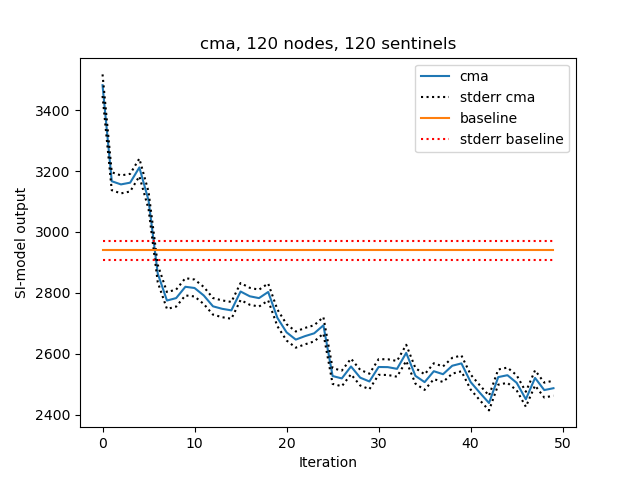 cma, 120 nodes, 120 sentinels
cma
stderr cma
baseline
stderr baseline
SI-model output
3400
3200
3000
2800
2600
2400
0 10 20 30 40 50
Iteration